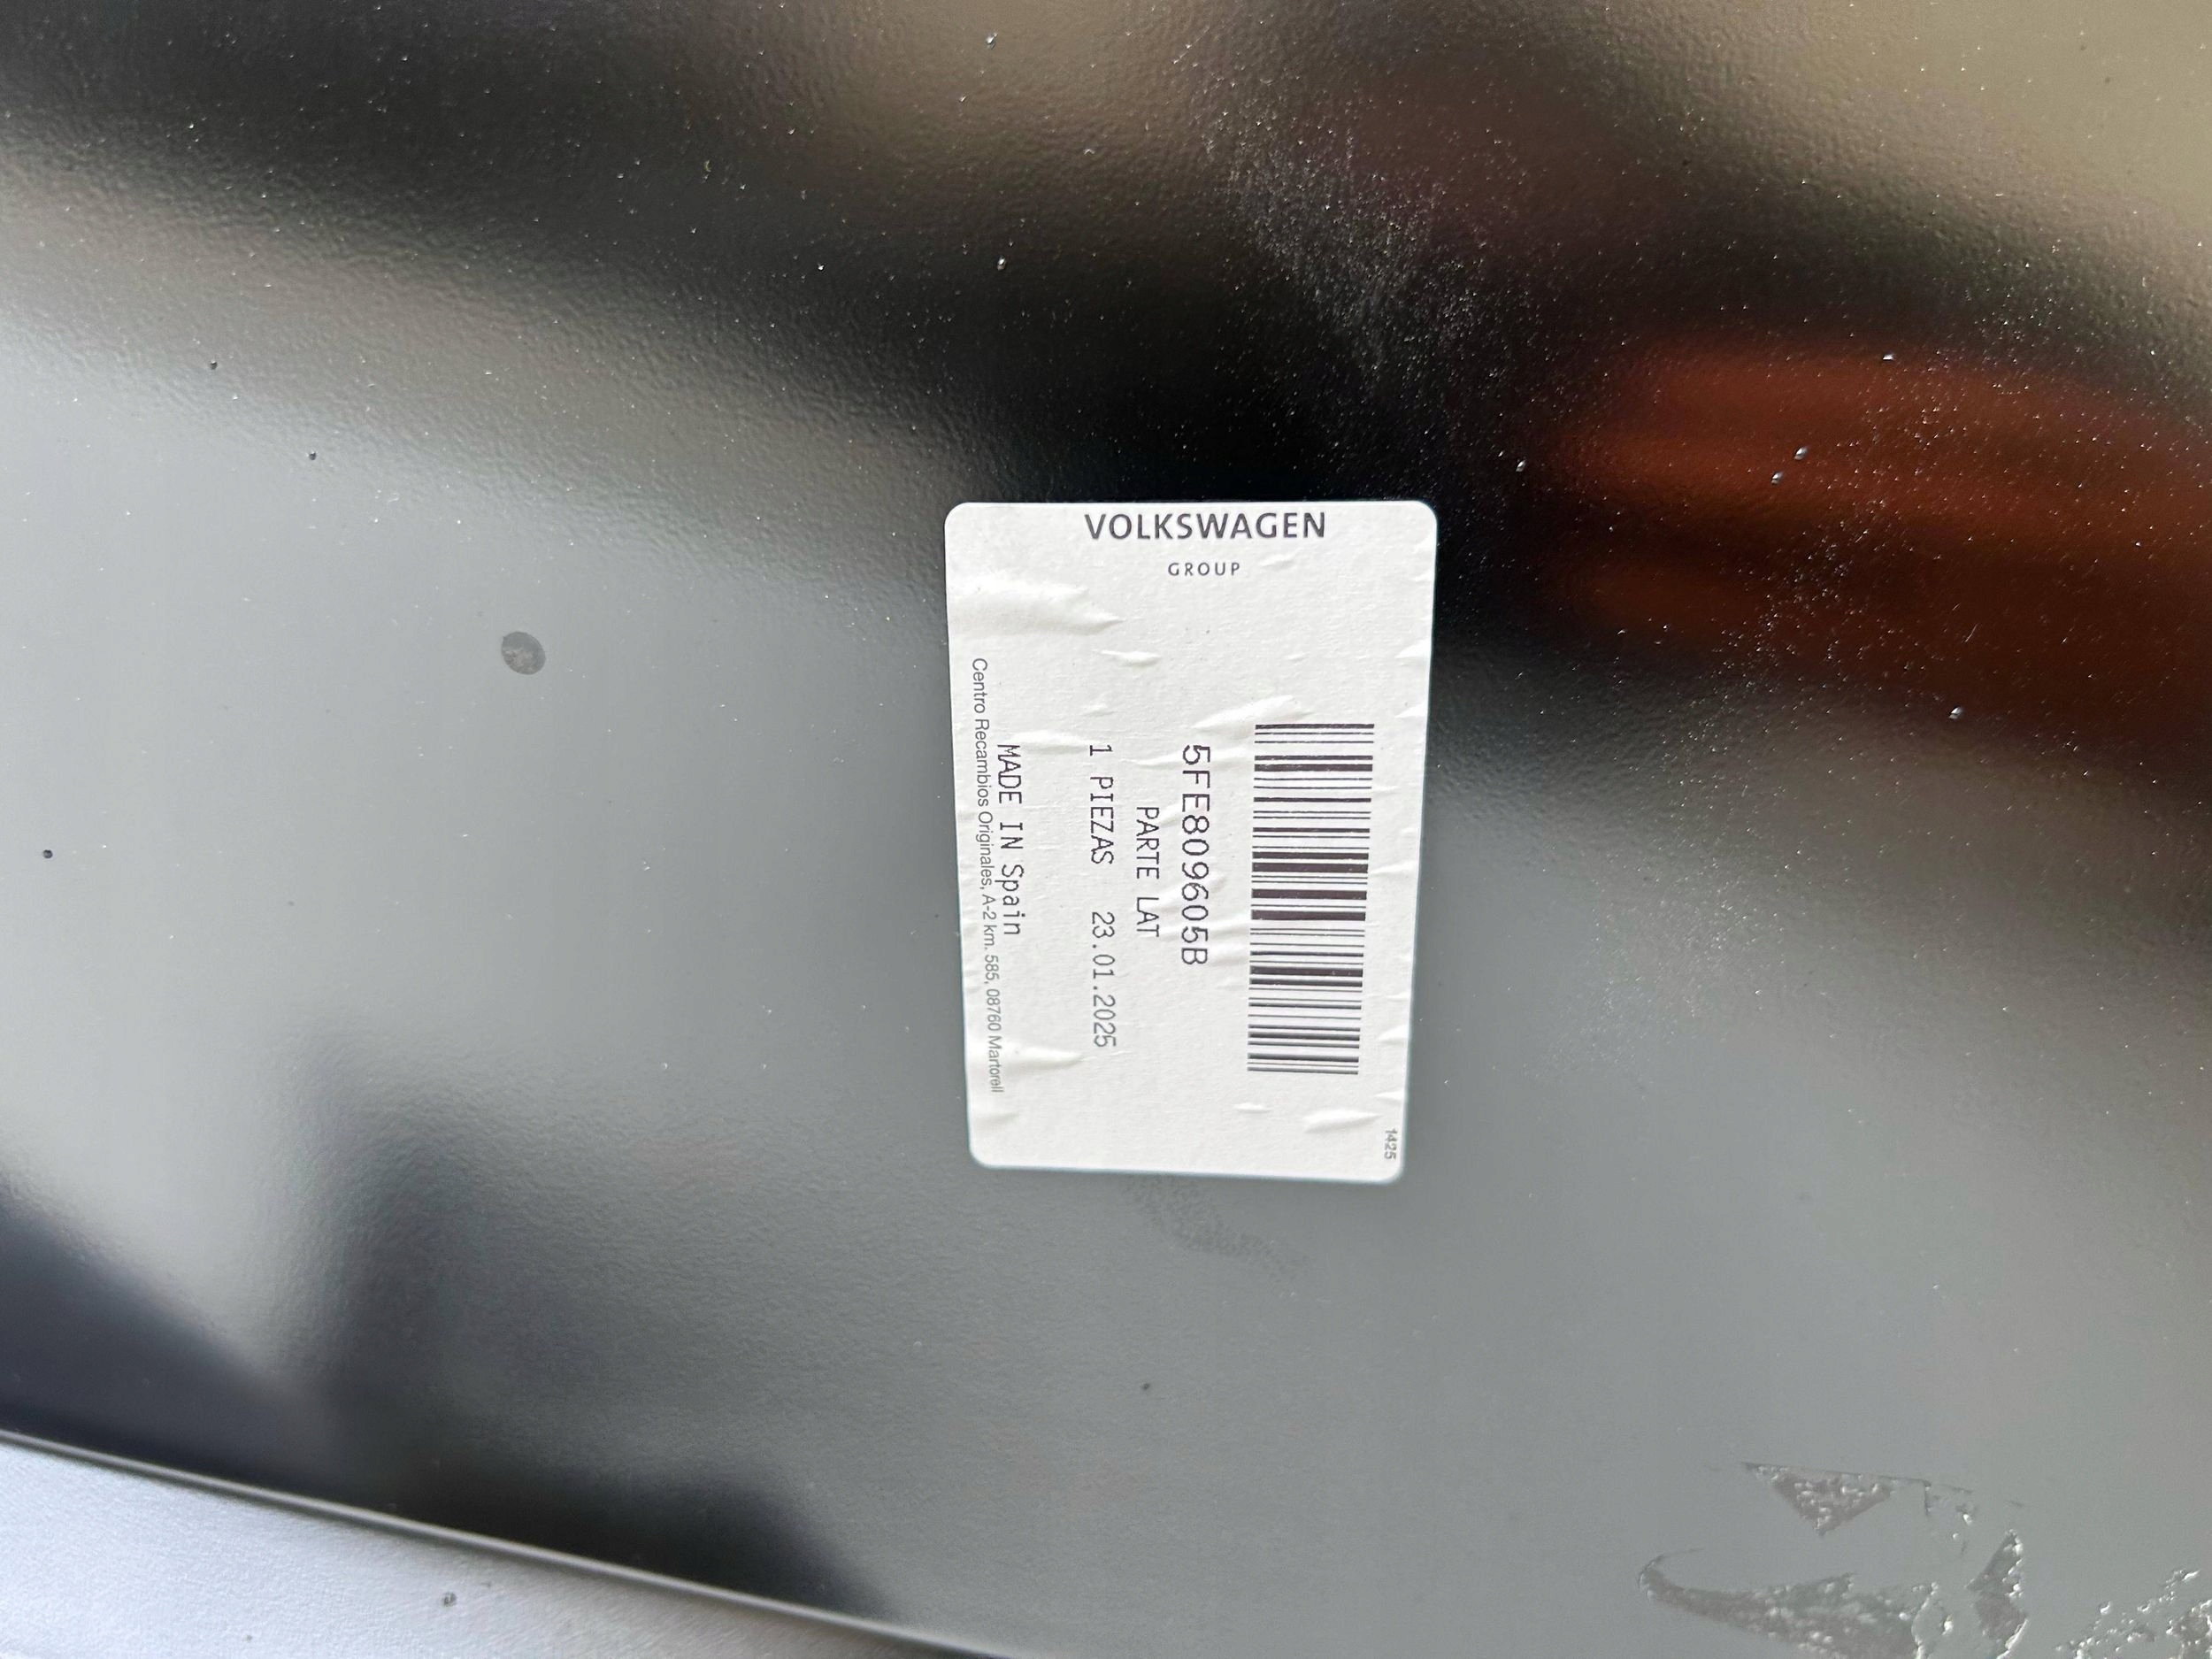 VOLKSWAGEN
GROUP
5FE809605B
PARTE LAT
1 PIEZAS 23.01.2025
MADE IN Spain
Centro Recambios Originales, A-2 km. 585, 08760 Martorell
1425